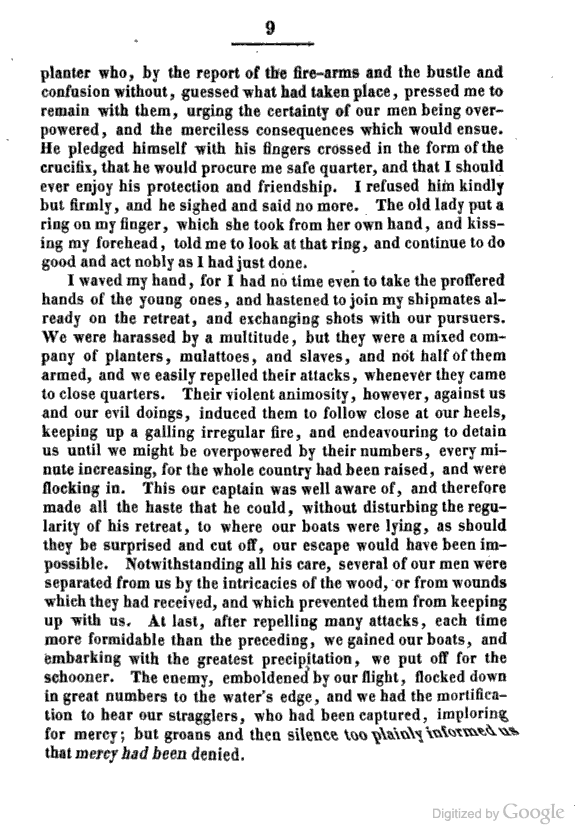 9
planter who, by the report of the fire-arms and the bustle and
confusion without, guessed what had taken place, pressed me to
remain with them, urging the certainty of our men being over-
powered, and the merciless consequences which would ensue.
He pledged himself with his fingers crossed in the form of the
crucifix, that he would procure me safe quarter, and that I should
ever enjoy his protection and friendship. I refused him kindly
but firmly, and he sighed and said no more. The old lady put a
ring on my finger, which she took from her own hand, and kiss-
ing my forehead, told me to look at that ring, and continue to do
good and act nobly as I had just done.
I waved my hand, for I had no time even to take the proffered
hands of the young ones, and hastened to join my shipmates al-
ready on the retreat, and exchanging shots with our pursuers.
We were harassed by a multitude, but they were a mixed com-
pany of planters, mulattoes, and slaves, and not half of them
armed, and we easily repelled their attacks, whenever they came
to close quarters. Their violent animosity, however, against us
and our evil doings, induced them to follow close at our heels,
keeping up a galling irregular fire, and endeavouring to detain
us until we might be overpowered by their numbers, every mi-
nute increasing, for the whole country had been raised, and were
flocking in. This our captain was well aware of, and therefore
made all the haste that he could, without disturbing the regu-
larity of his retreat, to where our boats were lying, as should
they be surprised and cut off, our escape would have been im-
possible. Notwithstanding all his care, several of our men were
separated from us by the intricacies of the wood, or from wounds
which they had received, and which prevented them from keeping
up with us. At last, after repelling many attacks, each time
more formidable than the preceding, we gained our boats, and
embarking with the greatest precipitation, we put off for the
schooner. The enemy, emboldened by our flight, flocked down
in great numbers to the water's edge, and we had the mortifica-
tion to hear our stragglers, who had been captured, imploring
for mercy; but groans and then silence too plainly informed us
that mercy had been denied.
Digitized by Google